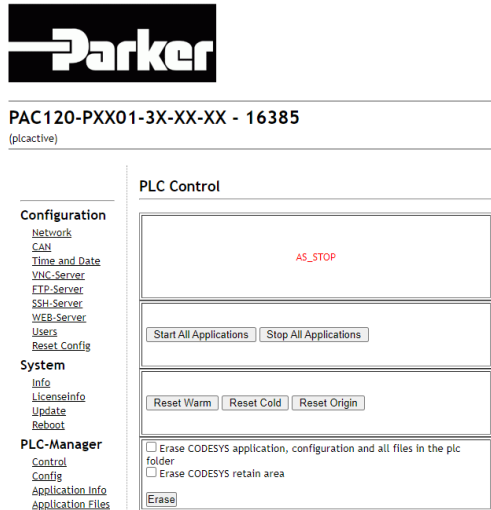 Parker
PAC120-PXX01-3X-XX-XX - 16385
(plcactive)
PLC Control
Configuration
Network
CAN
Time and Date
VNC-Server
FTP-Server
SSH-Server
WEB-Server
Users
Reset Config
System
Info
Licenseinfo
Update
Reboot
PLC-Manager
Control
Config
Application Info
Application Files
AS_STOP
Start All Applications Stop All Applications
Reset Warm Reset Cold Reset Origin
Erase CODESYS application, configuration and all files in the plc
folder
Erase CODESYS retain area
Erase